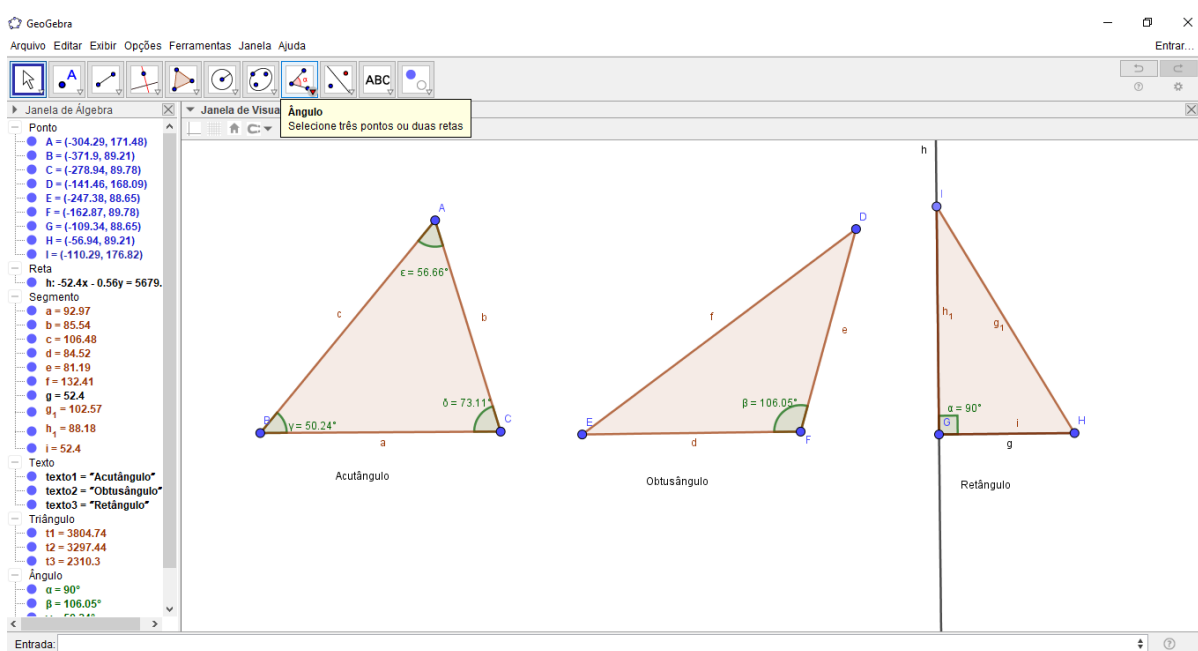 GeoGebra
Arquivo Editar Exibir Opções Ferramentas Janela Ajuda
Entrar...
A
ABC
Janela de Álgebra
Janela de Visua
Ângulo
Selecione três pontos ou duas retas
Ponto
A = (-304.29, 171.48)
B = (-371.9, 89.21)
C = (-278.94, 89.78)
D = (-141.46, 168.09)
E = (-247.38, 88.65)
F = (-162.87, 89.78)
G = (-109.34, 88.65)
H = (-56.94, 89.21)
I = (-110.29, 176.82)
Reta
h: -52.4x - 0.56y = 5679.
Segmento
a = 92.97
b = 85.54
c = 106.48
d = 84.52
e = 81.19
f = 132.41
g = 52.4
g₁ = 102.57
h₁ = 88.18
i = 52.4
Texto
texto1 = "Acutângulo"
texto2 = "Obtusângulo"
texto3 = "Retângulo"
Triângulo
t1 = 3804.74
t2 = 3297.44
t3 = 2310.3
Ângulo
α = 90°
β = 106.05°
A
ε = 56.66°
c
b
B
γ = 50.24°
δ = 73.11°
C
a
Acutângulo
D
f
e
β = 106.05°
E
F
d
Obtusângulo
h
I
h₁
g₁
α = 90°
G
i
H
g
Retângulo
Entrada: